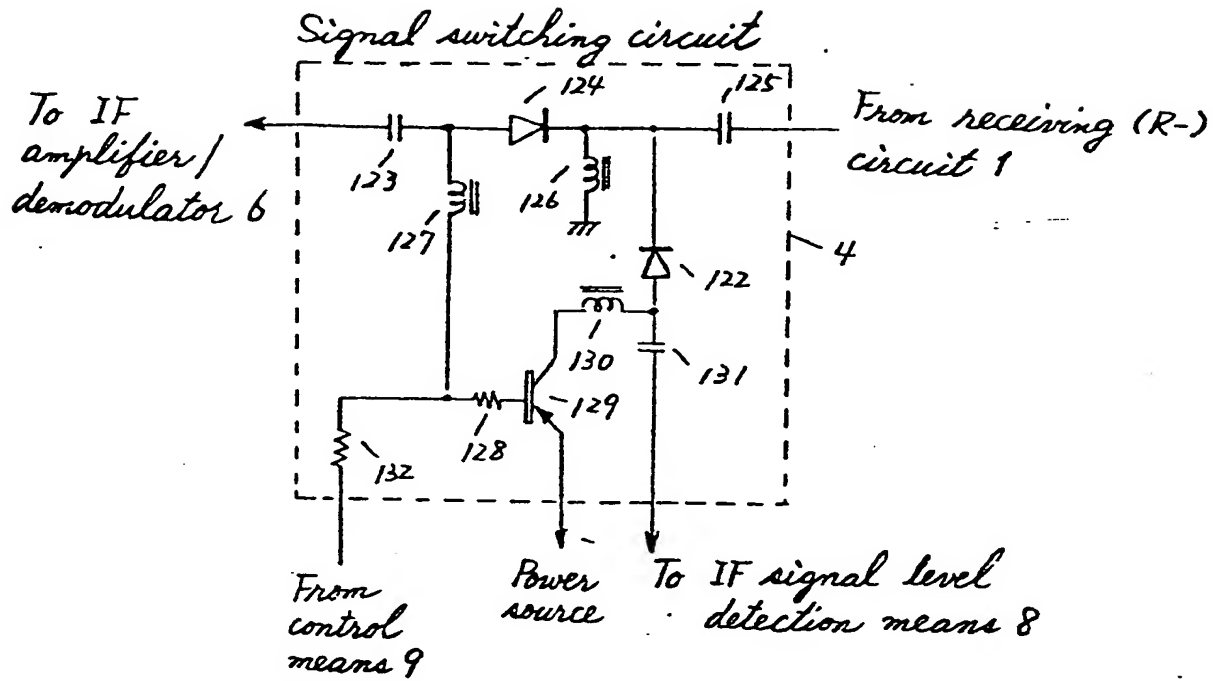 Signal switching circuit
To IF
amplifier /
demodulator 6
124
125
From receiving (R-)
circuit 1
123
127
126
4
122
130
131
129
128
132
From
control
means 9
Power
source
To IF signal level
detection means 8